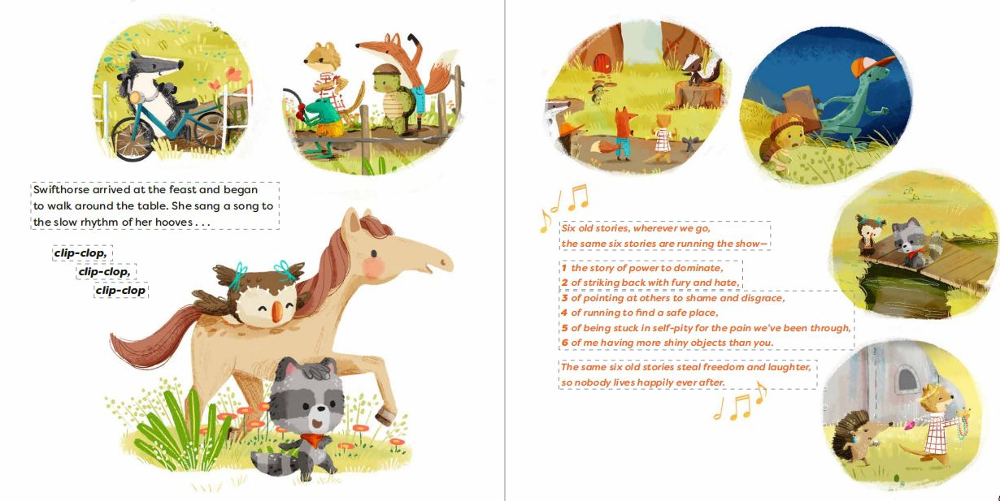 Swifthorse arrived at the feast and began
to walk around the table. She sang a song to
the slow rhythm of her hooves . . .
clip-clop,
clip-clop,
clip-clop
Six old stories, wherever we go,
the same six stories are running the show—
1 the story of power to dominate,
2 of striking back with fury and hate,
3 of pointing at others to shame and disgrace,
4 of running to find a safe place,
5 of being stuck in self-pity for the pain we've been through,
6 of me having more shiny objects than you.
The same six old stories steal freedom and laughter,
so nobody lives happily ever after.